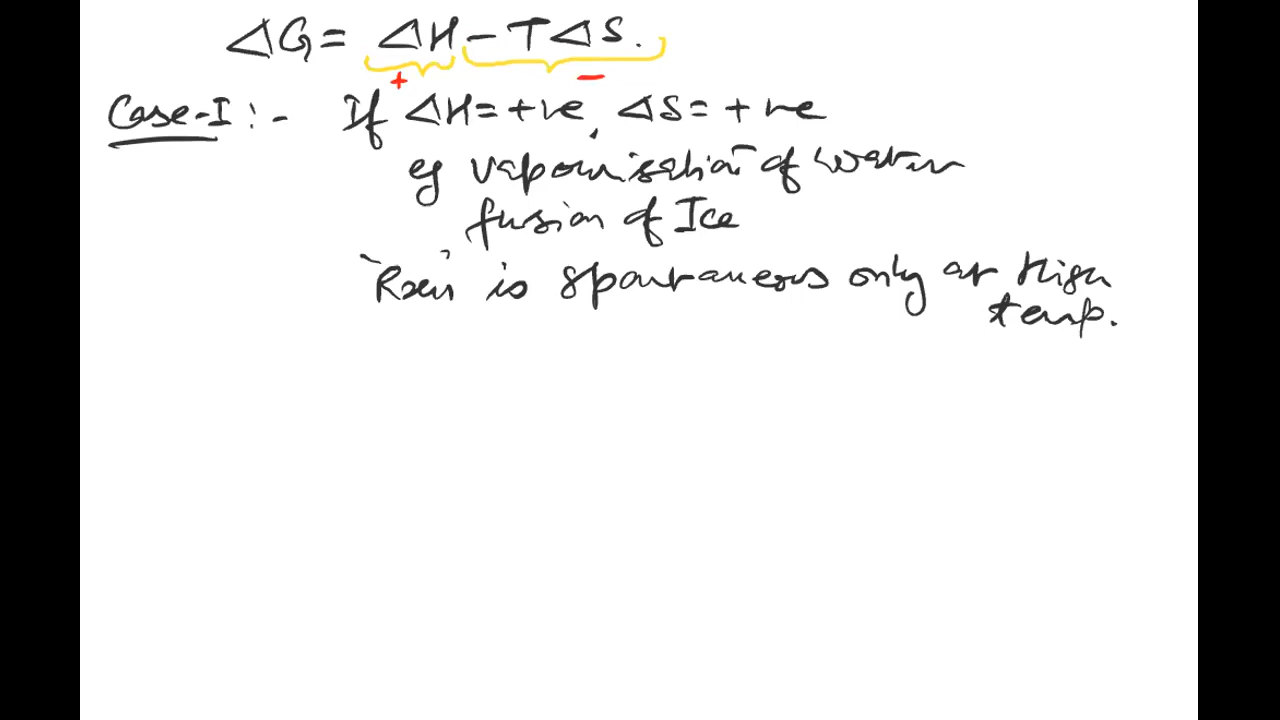 ΔG = ΔH - TΔS.
+ -
Case-I :- If ΔH = +ve, ΔS = +ve
eg vapourisation of water
fusion of Ice
"Rxn" is spontaneous only at High
temp.